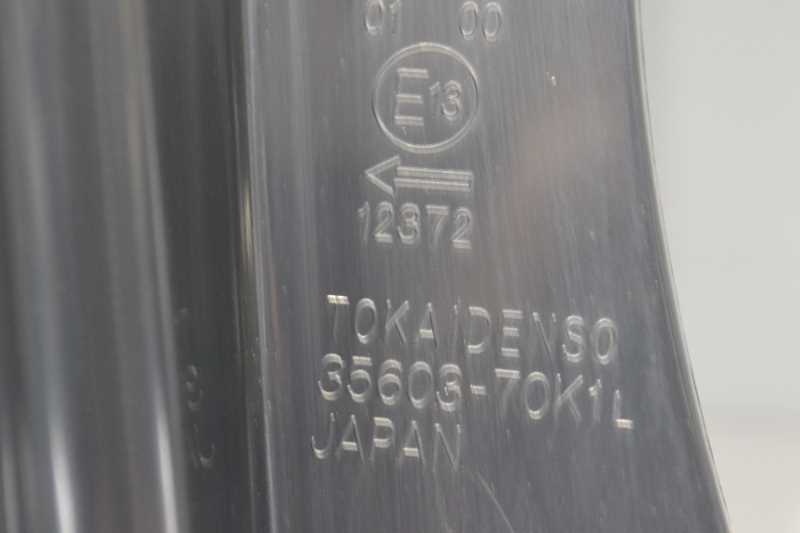 01 00
E13
12372
TOKAIDENSO
35603-70K1L
JAPAN